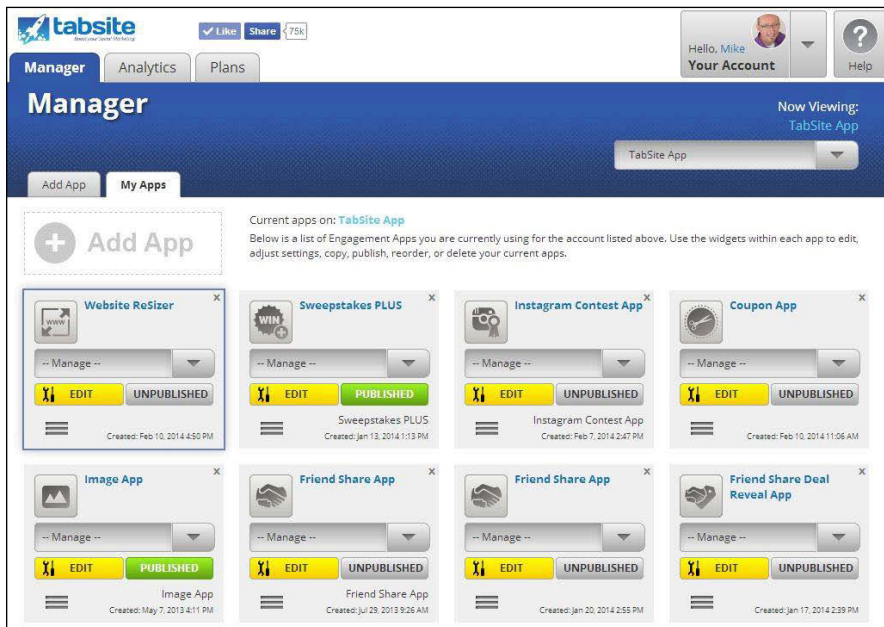 tabsite
Like Share 75k
Hello, Mike
Your Account
?
Help
Manager Analytics Plans
Manager
Now Viewing:
TabSite App
TabSite App
Add App My Apps
Add App
Current apps on: TabSite App
Below is a list of Engagement Apps you are currently using for the account listed above. Use the widgets within each app to edit,
adjust settings, copy, publish, reorder, or delete your current apps.
Website ReSizer x
www
-- Manage --
EDIT UNPUBLISHED
Created: Feb 10, 2014 4:50 PM
Sweepstakes PLUS x
WIN
-- Manage --
EDIT PUBLISHED
Sweepstakes PLUS
Created: Jan 13, 2014 1:13 PM
Instagram Contest App x
-- Manage --
EDIT UNPUBLISHED
Instagram Contest App
Created: Feb 7, 2014 2:47 PM
Coupon App x
-- Manage --
EDIT UNPUBLISHED
Created: Feb 10, 2014 11:06 AM
Image App x
-- Manage --
EDIT PUBLISHED
Image App
Created: May 7, 2013 4:11 PM
Friend Share App x
-- Manage --
EDIT UNPUBLISHED
Friend Share App
Created: Jul 29, 2013 9:26 AM
Friend Share App x
-- Manage --
EDIT UNPUBLISHED
Created: Jan 20, 2014 2:55 PM
Friend Share Deal x
Reveal App
-- Manage --
EDIT UNPUBLISHED
Created: Jan 17, 2014 2:39 PM